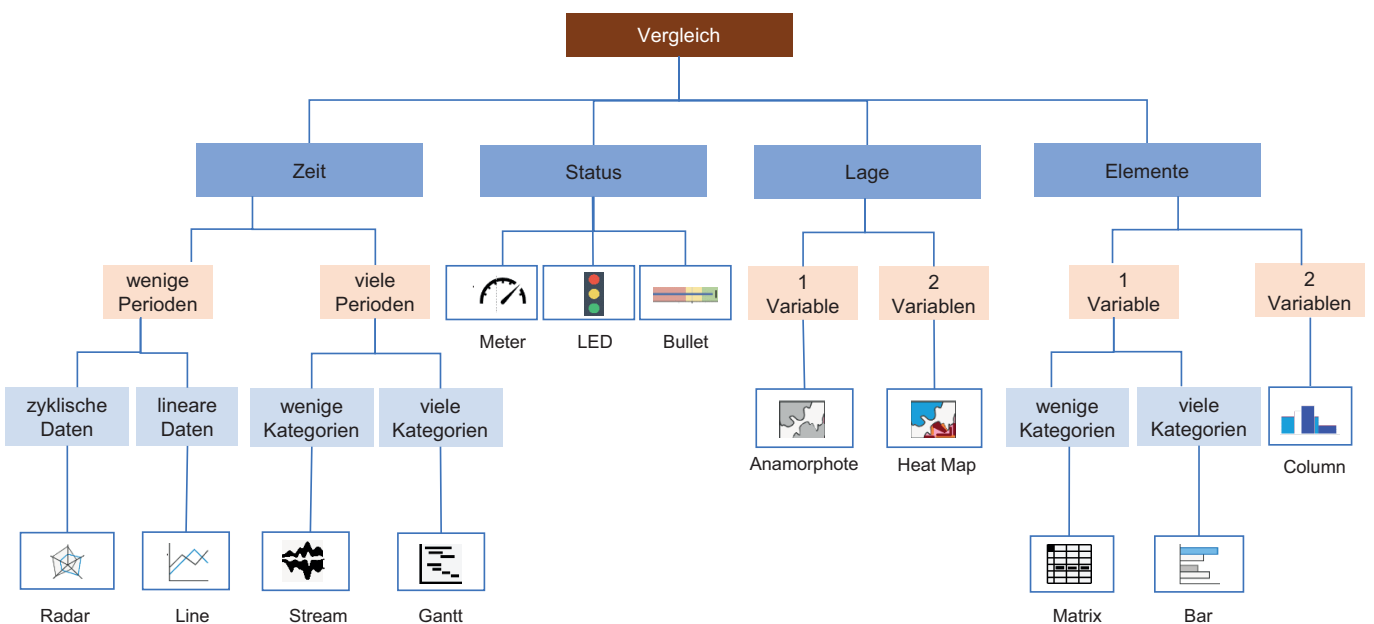 Vergleich
Zeit
Status
Lage
Elemente
wenige
Perioden
viele
Perioden
Meter
LED
Bullet
1
Variable
2
Variablen
1
Variable
2
Variablen
zyklische
Daten
lineare
Daten
wenige
Kategorien
viele
Kategorien
Anamorphote
Heat Map
wenige
Kategorien
viele
Kategorien
Column
Radar
Line
Stream
Gantt
Matrix
Bar